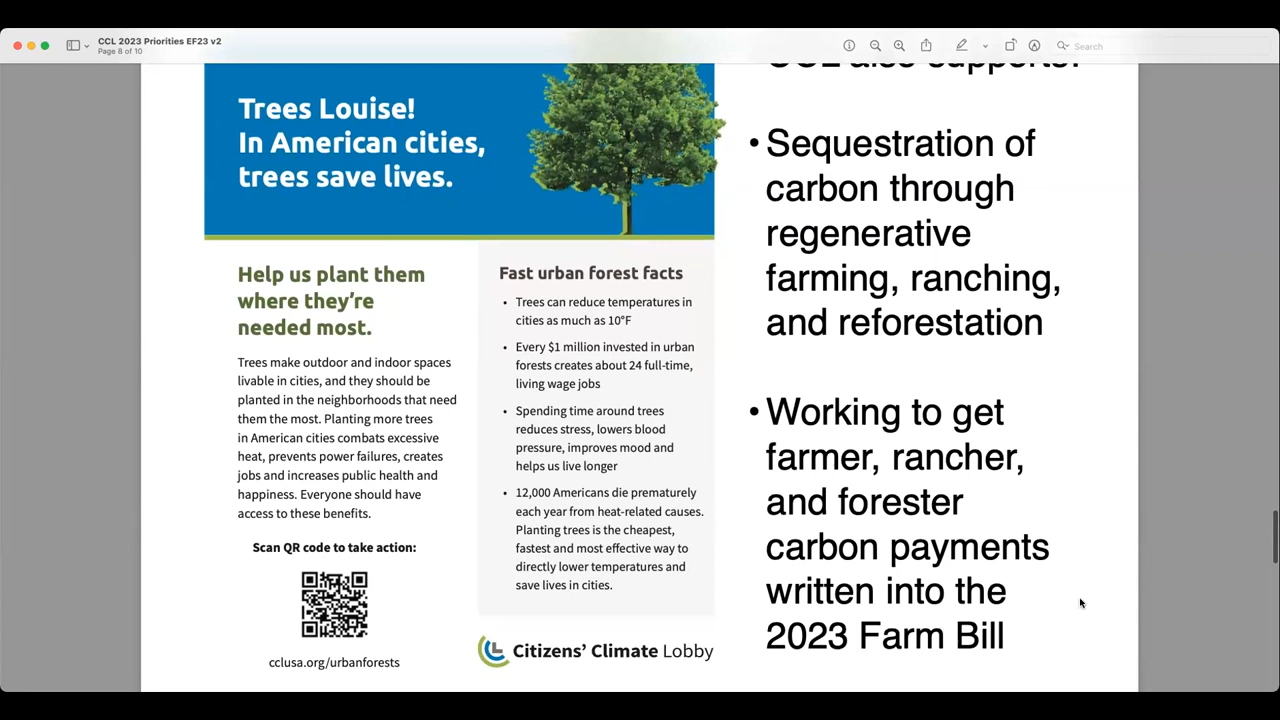 CCL 2023 Priorities EF23 v2
Page 8 of 10
Search
Trees Louise!
In American cities,
trees save lives.
Help us plant them
where they're
needed most.
Trees make outdoor and indoor spaces
livable in cities, and they should be
planted in the neighborhoods that need
them the most. Planting more trees
in American cities combats excessive
heat, prevents power failures, creates
jobs and increases public health and
happiness. Everyone should have
access to these benefits.
Scan QR code to take action:
cclusa.org/urbanforests
Fast urban forest facts
• Trees can reduce temperatures in
cities as much as 10°F
• Every $1 million invested in urban
forests creates about 24 full-time,
living wage jobs
• Spending time around trees
reduces stress, lowers blood
pressure, improves mood and
helps us live longer
• 12,000 Americans die prematurely
each year from heat-related causes.
Planting trees is the cheapest,
fastest and most effective way to
directly lower temperatures and
save lives in cities.
Citizens' Climate Lobby
CCL also supports:
• Sequestration of
carbon through
regenerative
farming, ranching,
and reforestation
• Working to get
farmer, rancher,
and forester
carbon payments
written into the
2023 Farm Bill